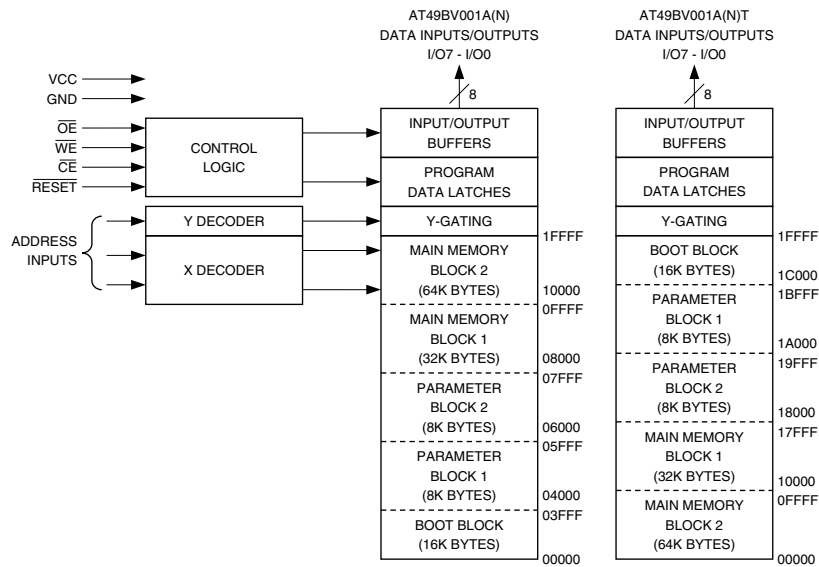 AT49BV001A(N)
DATA INPUTS/OUTPUTS
I/O7 - I/O0
8
AT49BV001A(N)T
DATA INPUTS/OUTPUTS
I/O7 - I/O0
8
VCC
GND
OE
WE
CE
RESET
CONTROL
LOGIC
ADDRESS
INPUTS
Y DECODER
X DECODER
INPUT/OUTPUT
BUFFERS
PROGRAM
DATA LATCHES
Y-GATING
1FFFF
MAIN MEMORY
BLOCK 2
(64K BYTES)
10000
0FFFF
MAIN MEMORY
BLOCK 1
(32K BYTES)
08000
07FFF
PARAMETER
BLOCK 2
(8K BYTES)
06000
05FFF
PARAMETER
BLOCK 1
(8K BYTES)
04000
03FFF
BOOT BLOCK
(16K BYTES)
00000
INPUT/OUTPUT
BUFFERS
PROGRAM
DATA LATCHES
Y-GATING
1FFFF
BOOT BLOCK
(16K BYTES)
1C000
1BFFF
PARAMETER
BLOCK 1
(8K BYTES)
1A000
19FFF
PARAMETER
BLOCK 2
(8K BYTES)
18000
17FFF
MAIN MEMORY
BLOCK 1
(32K BYTES)
10000
0FFFF
MAIN MEMORY
BLOCK 2
(64K BYTES)
00000